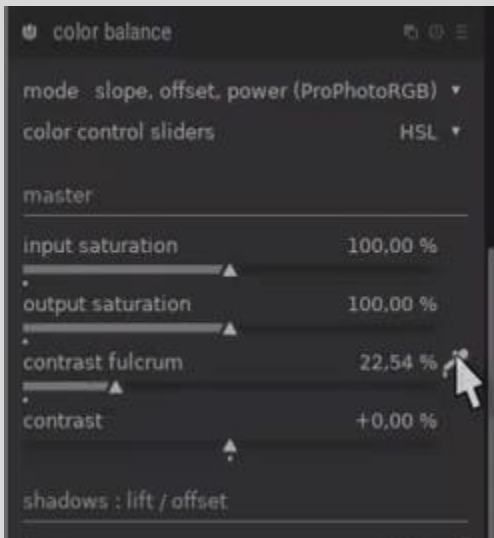 color balance
mode slope, offset, power (ProPhotoRGB)
color control sliders HSL
master
input saturation 100,00 %
output saturation 100,00 %
contrast fulcrum 22,54 %
contrast +0,00 %
shadows : lift / offset